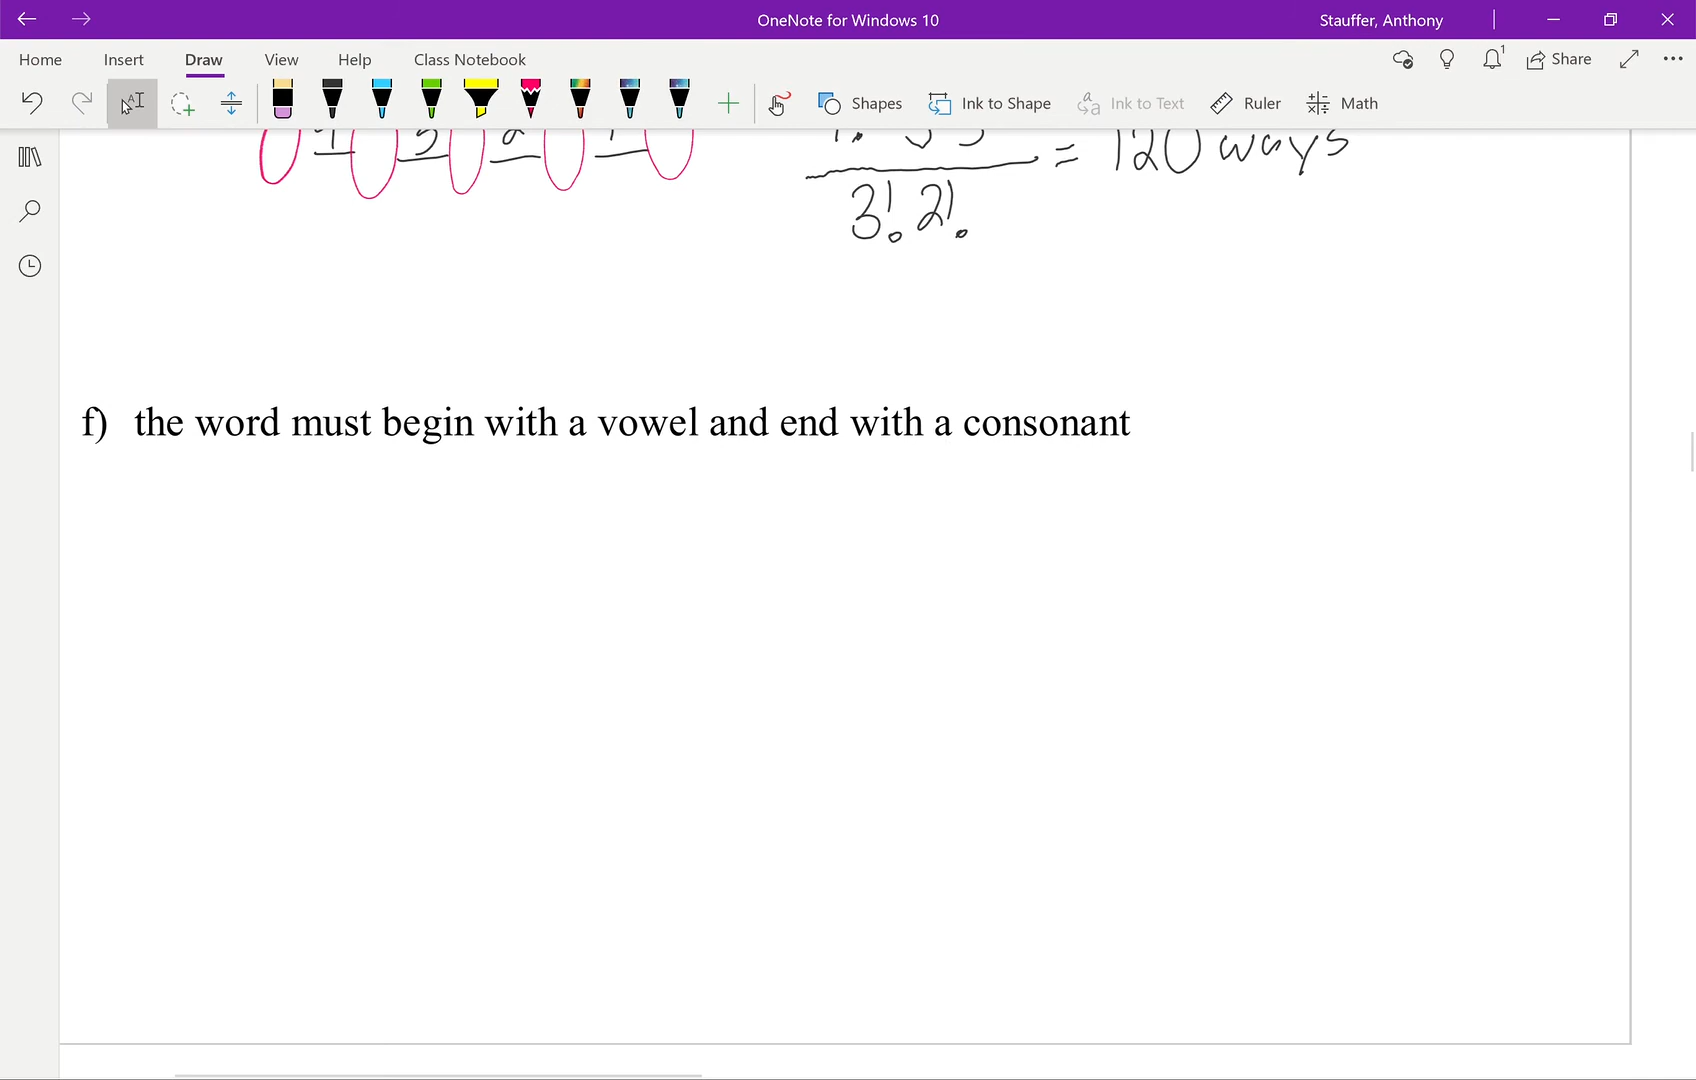 OneNote for Windows 10
Stauffer, Anthony
Home Insert Draw View Help Class Notebook
1 Share
Shapes Ink to Shape Ink to Text Ruler Math
= 120 ways
3! 2!
f) the word must begin with a vowel and end with a consonant